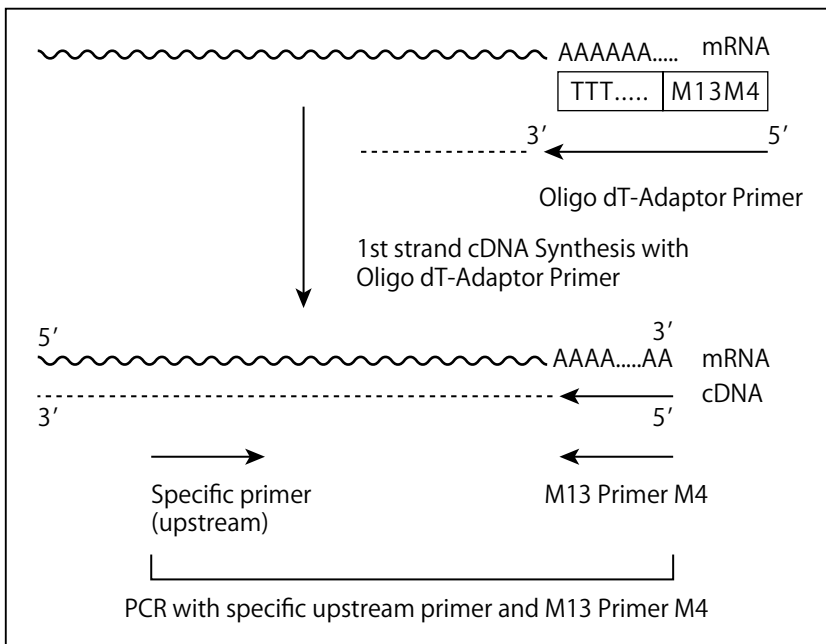 AAAAAA..... mRNA
TTT..... M13M4
3′ 5′
Oligo dT-Adaptor Primer
1st strand cDNA Synthesis with
Oligo dT-Adaptor Primer
5′ 3′
AAAA.....AA mRNA
cDNA
3′ 5′
Specific primer
(upstream)
M13 Primer M4
PCR with specific upstream primer and M13 Primer M4